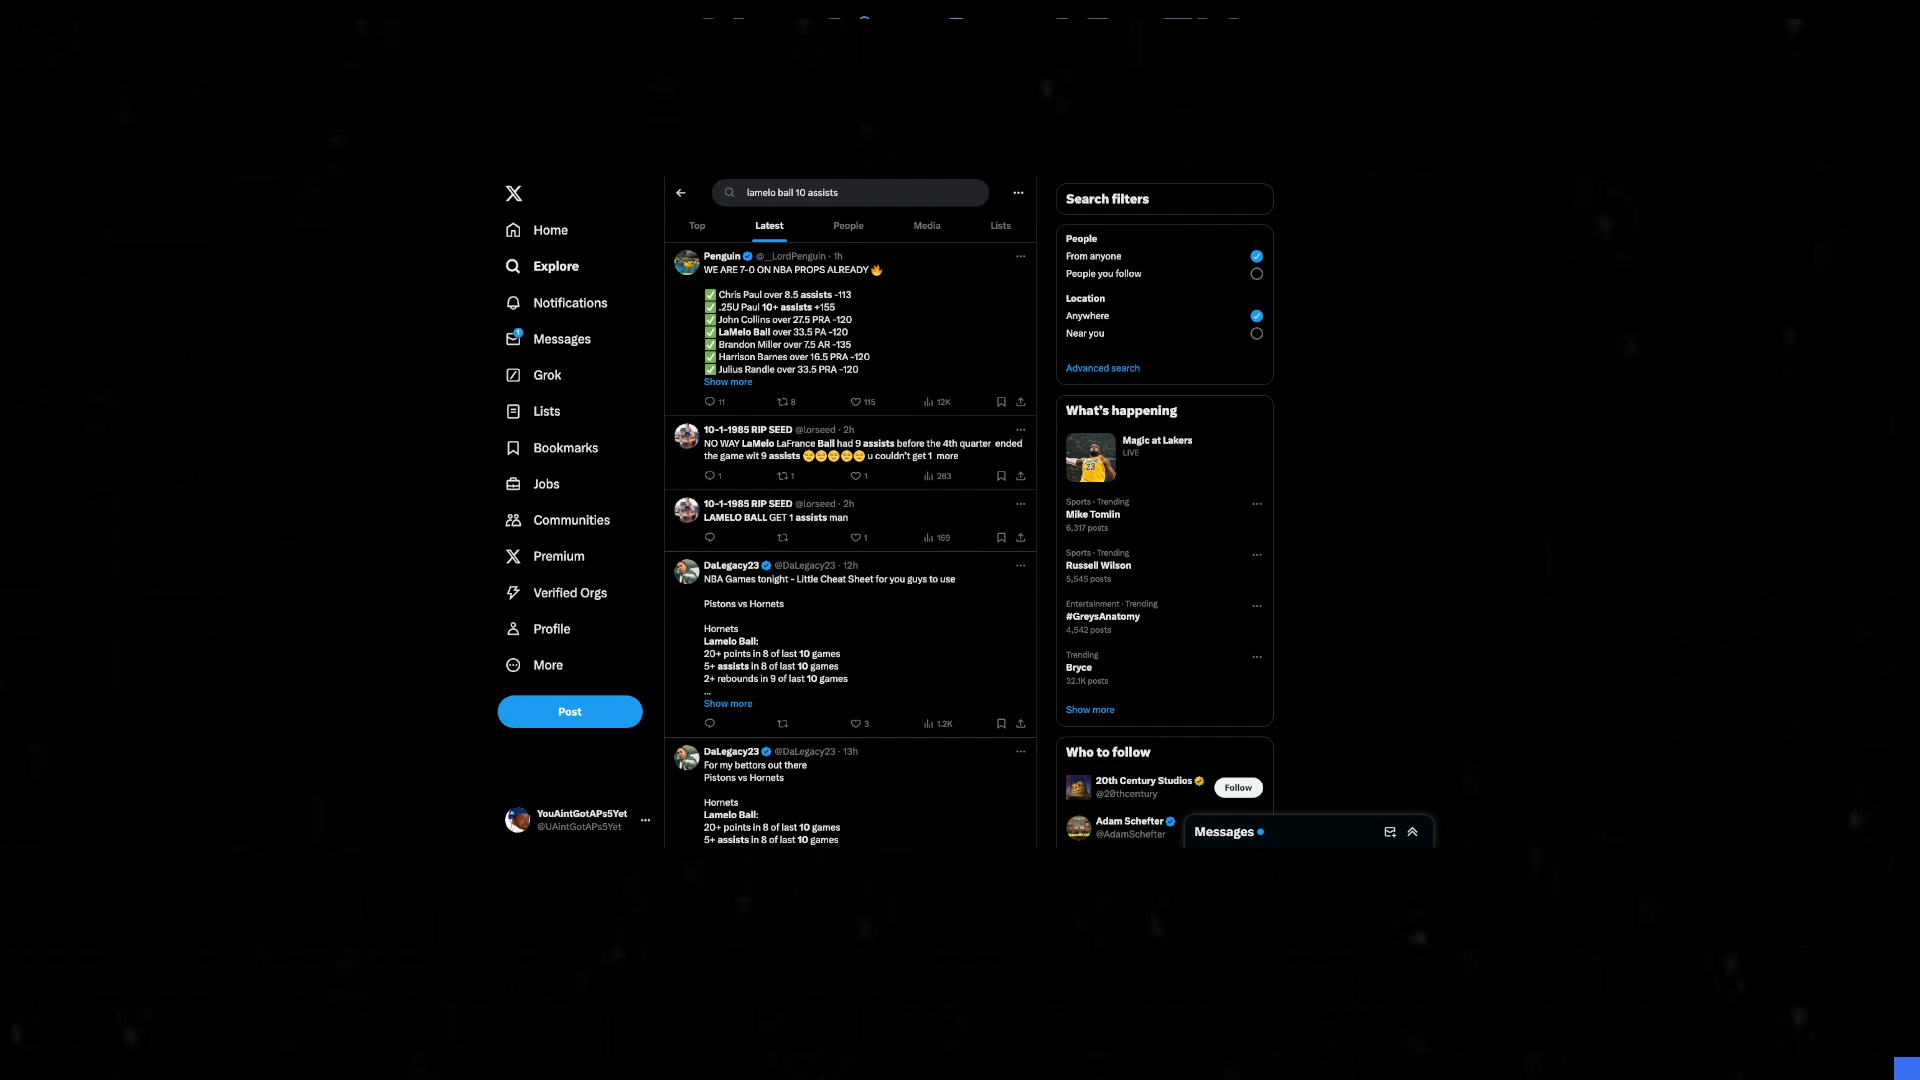 Home
Explore
Notifications
1
Messages
Grok
Lists
Bookmarks
Jobs
Communities
Premium
Verified Orgs
Profile
More
Post
YouAintGotAPs5Yet
@UAintGotAPs5Yet
lamelo ball 10 assists
Top Latest People Media Lists
Penguin @__LordPenguin · 1h
WE ARE 7-0 ON NBA PROPS ALREADY 🔥
✅ Chris Paul over 8.5 assists -113
✅ .25U Paul 10+ assists +155
✅ John Collins over 27.5 PRA -120
✅ LaMelo Ball over 33.5 PA -120
✅ Brandon Miller over 7.5 AR -135
✅ Harrison Barnes over 16.5 PRA -120
✅ Julius Randle over 33.5 PRA -120
Show more
11 8 115 12K
10-1-1985 RIP SEED @lorseed · 2h
NO WAY LaMelo LaFrance Ball had 9 assists before the 4th quarter ended
the game wit 9 assists 😔😔😔😔😔 u couldn't get 1 more
1 1 1 263
10-1-1985 RIP SEED @lorseed · 2h
LAMELO BALL GET 1 assists man
1 169
DaLegacy23 @DaLegacy23 · 12h
NBA Games tonight - Little Cheat Sheet for you guys to use
Pistons vs Hornets
Hornets
Lamelo Ball:
20+ points in 8 of last 10 games
5+ assists in 8 of last 10 games
2+ rebounds in 9 of last 10 games
...
Show more
3 1.2K
DaLegacy23 @DaLegacy23 · 13h
For my bettors out there
Pistons vs Hornets
Hornets
Lamelo Ball:
20+ points in 8 of last 10 games
5+ assists in 8 of last 10 games
Search filters
People
From anyone
People you follow
Location
Anywhere
Near you
Advanced search
What's happening
Magic at Lakers
LIVE
Sports · Trending
Mike Tomlin
6,317 posts
Sports · Trending
Russell Wilson
5,545 posts
Entertainment · Trending
#GreysAnatomy
4,542 posts
Trending
Bryce
32.1K posts
Show more
Who to follow
20th Century Studios
@20thcentury
Follow
Adam Schefter
@AdamSchefter
Messages